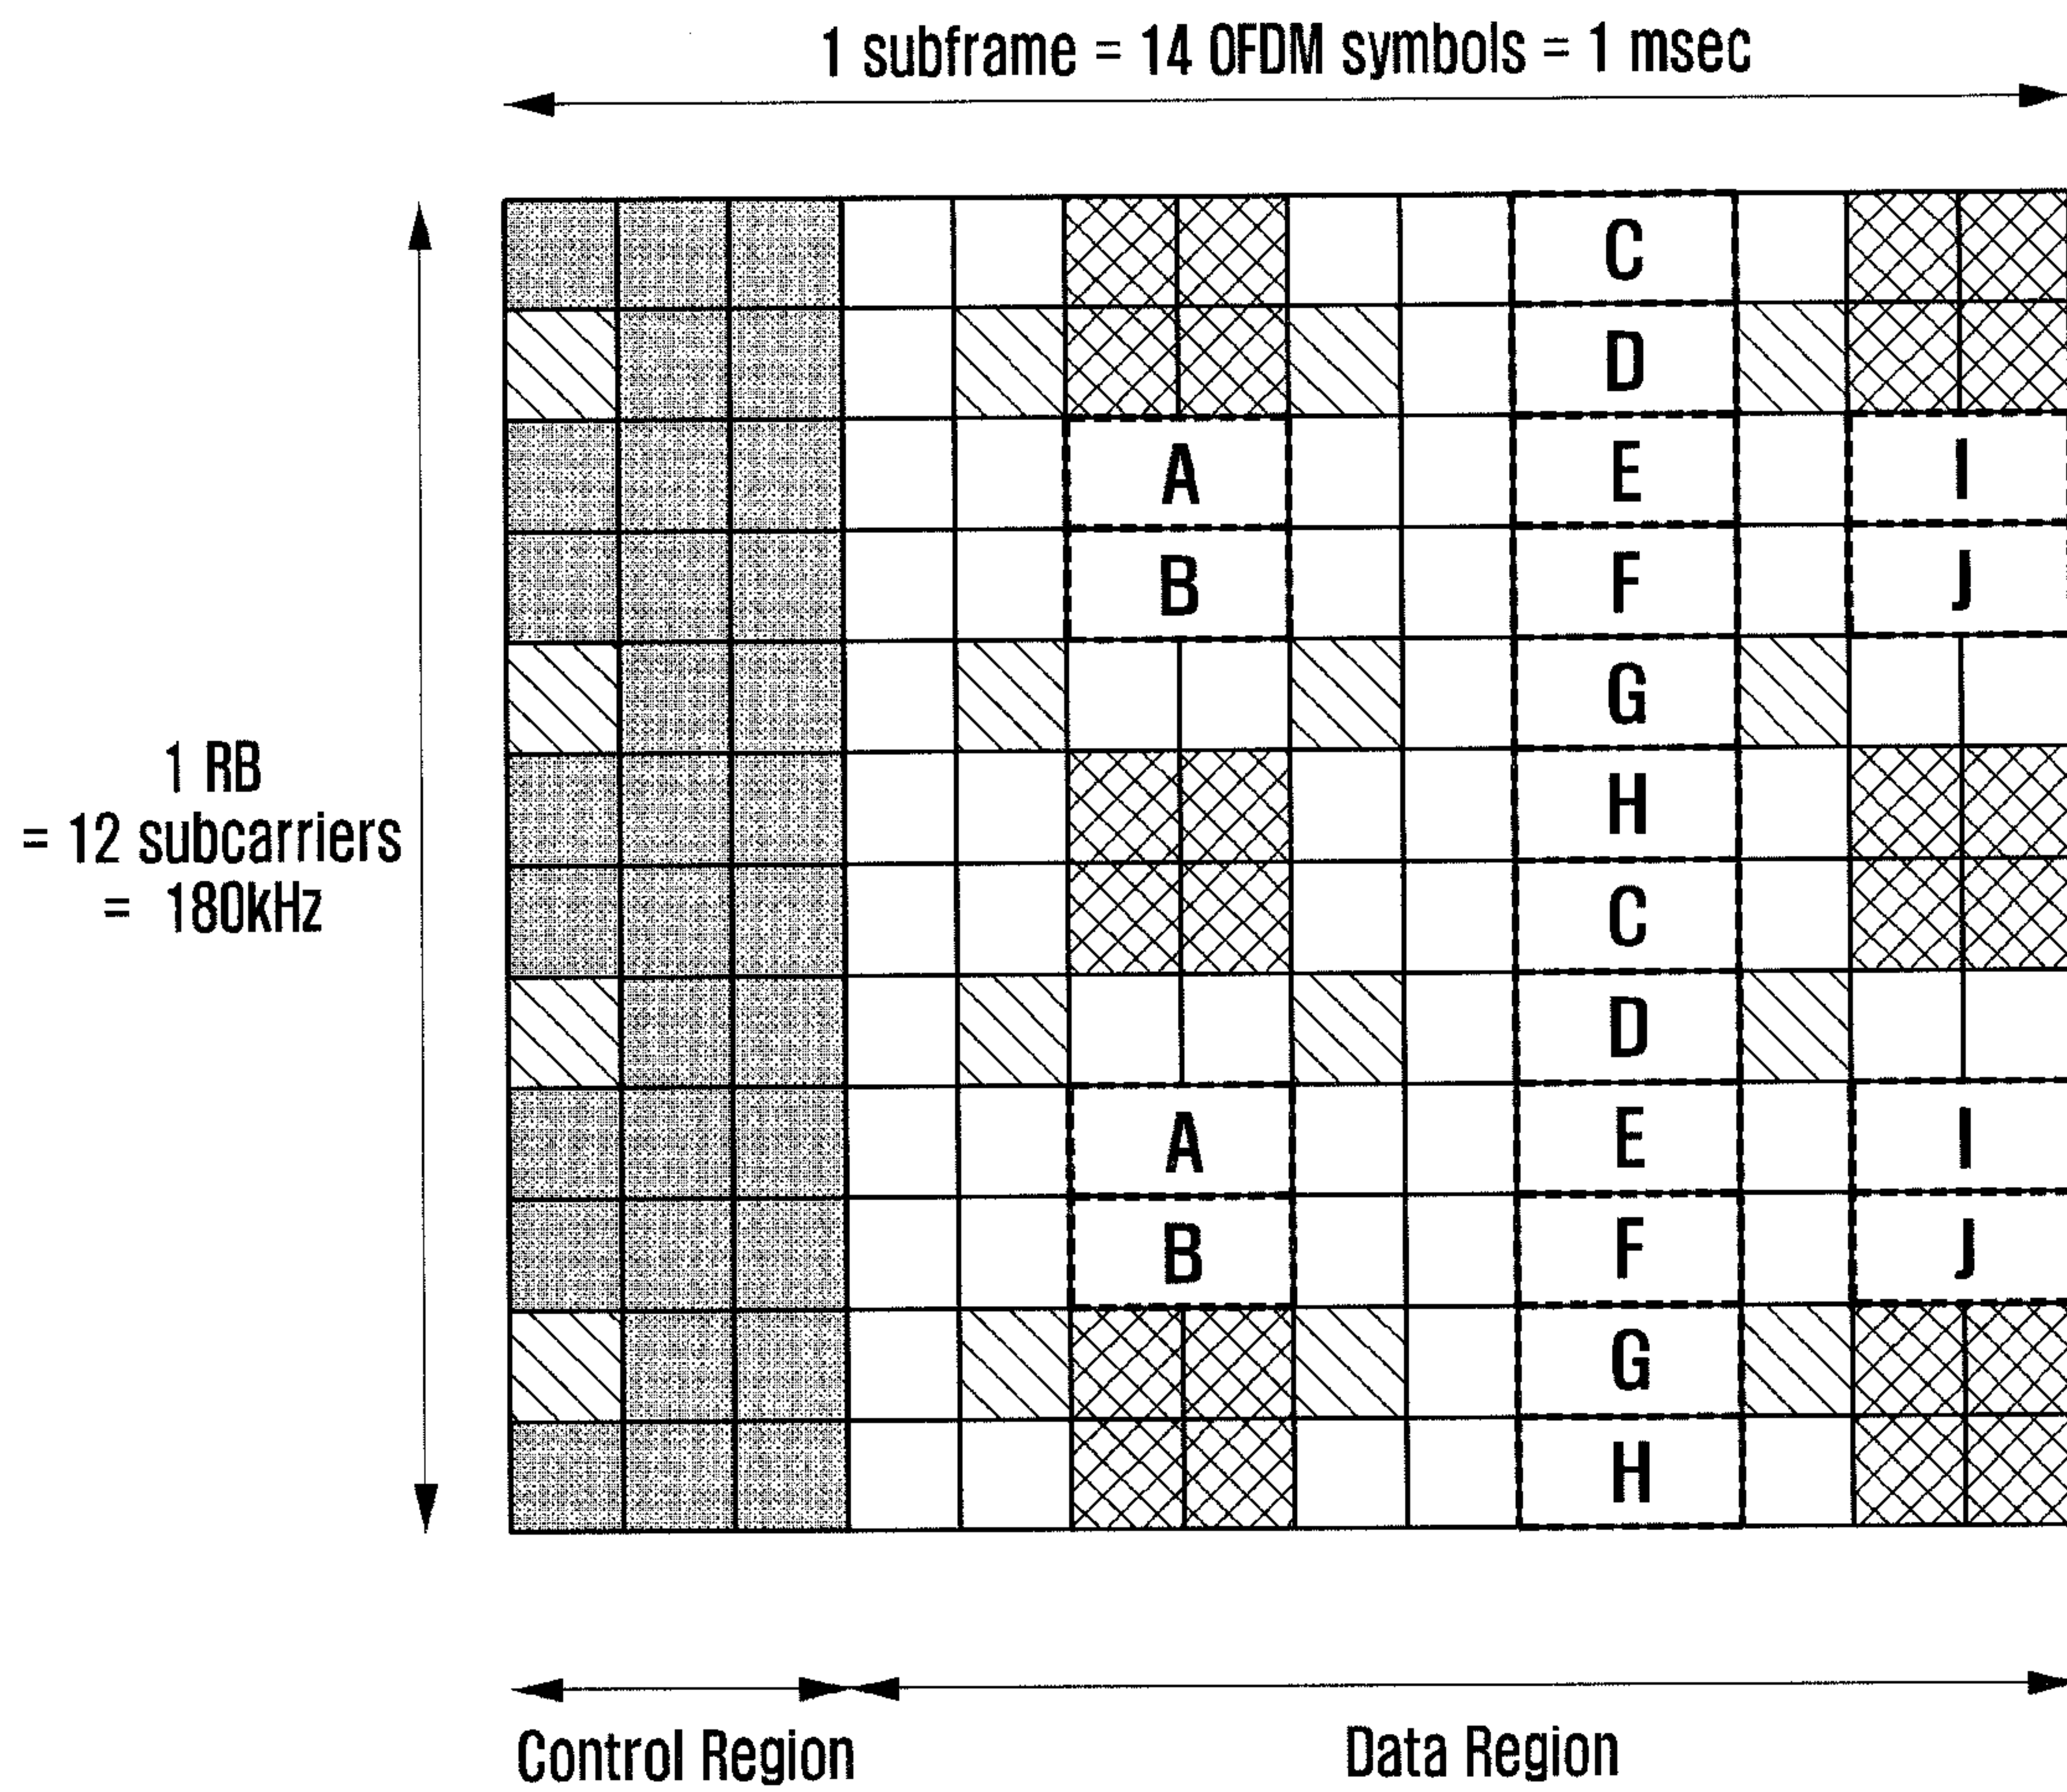 1 subframe = 14 OFDM symbols = 1 msec
C
D
A E I
B F J
G
H
C
D
A E I
B F J
G
H
1 RB
= 12 subcarriers
= 180kHz
Control Region Data Region